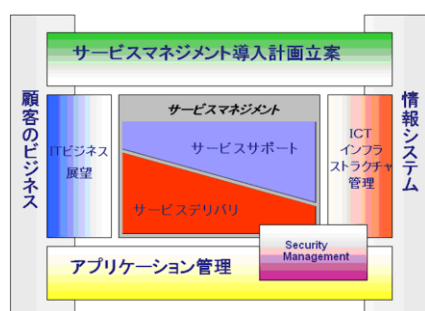 サービスマネジメント導入計画立案
顧客のビジネス
ITビジネス
展望
サービスマネジメント
サービスサポート
サービスデリバリ
ICT
インフラ
ストラクチャ
管理
情報システム
Security
Management
アプリケーション管理